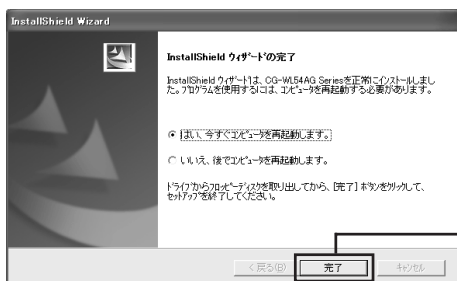 InstallShield Wizard
InstallShield ウィザードの完了
InstallShield ウィザードは、CG-WL54AG Seriesを正常にインストールしまし
た。プログラムを使用するには、コンピュータを再起動する必要があります。
はい、今すぐコンピュータを再起動します。
いいえ、後でコンピュータを再起動します。
ドライブからフロッピーディスクを取り出してから、[完了] ボタンをクリックして、
セットアップを終了してください。
< 戻る(B)
完了
キャンセル